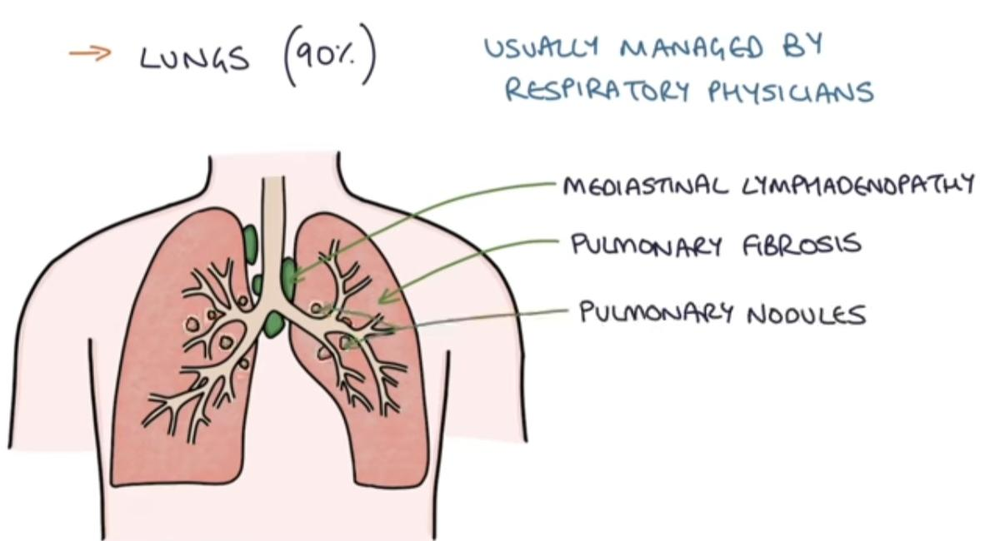 → LUNGS (90%)
USUALLY MANAGED BY
RESPIRATORY PHYSICIANS
MEDIASTINAL LYMPHADENOPATHY
PULMONARY FIBROSIS
PULMONARY NODULES